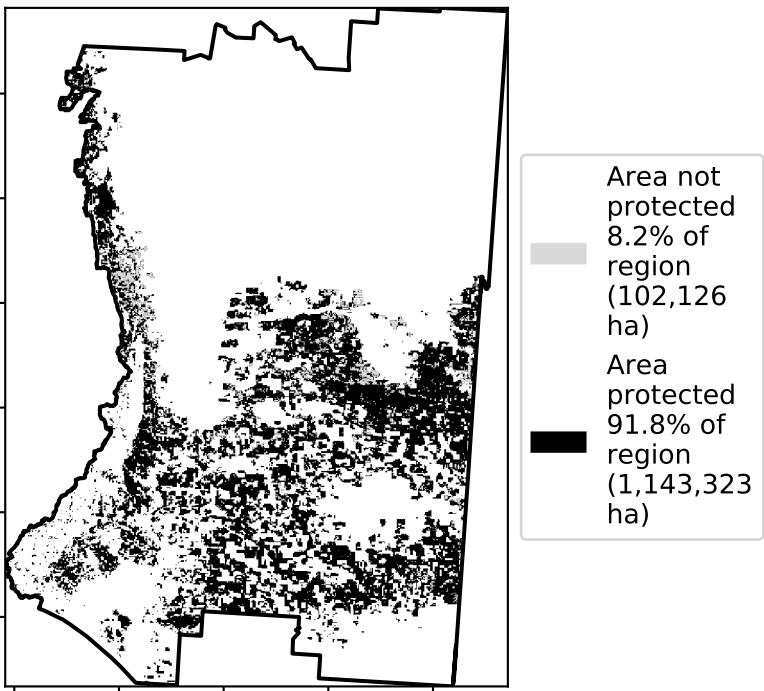 Area not
protected
8.2% of
region
(102,126
ha)
Area
protected
91.8% of
region
(1,143,323
ha)